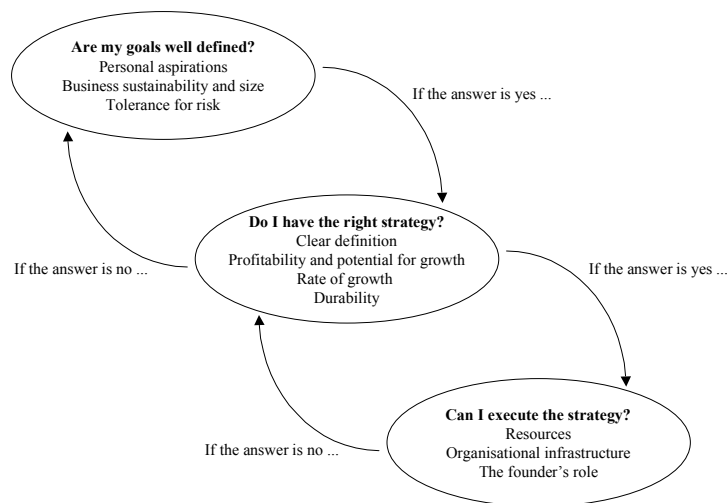 Are my goals well defined?
Personal aspirations
Business sustainability and size
Tolerance for risk
If the answer is yes ...
Do I have the right strategy?
Clear definition
Profitability and potential for growth
Rate of growth
Durability
If the answer is no ...
If the answer is yes ...
Can I execute the strategy?
Resources
Organisational infrastructure
The founder’s role
If the answer is no ...